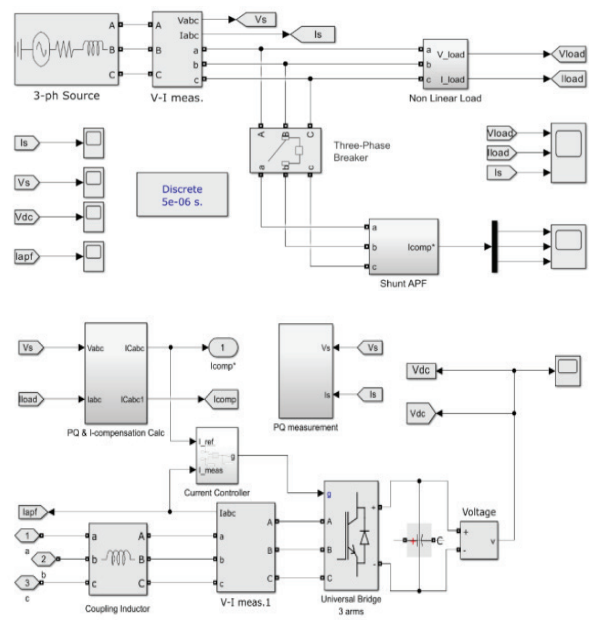 Vabc
Iabc
Vs
Is
A
B
C
A
B
C
a
b
c
a
b
c
V_load
I_load
Vload
Iload
3-ph Source
V-I meas.
Non Linear Load
Is
Vs
Vdc
Iapf
Discrete
5e-06 s.
A
B
C
a
b
c
Three-Phase
Breaker
Vload
Iload
Is
a
b
c
Icomp*
Shunt APF
Vs
Iload
Vabc
Iabc
ICabc
ICabc1
PQ & I-compensation Calc
1
Icomp*
Icomp
Vs
Is
Vs
Is
PQ measurement
Vdc
Vdc
I_ref
I_meas
g
Current Controller
Iapf
1
a
2
b
3
c
a
b
c
A
B
C
Coupling Inductor
Iabc
a
b
c
A
B
C
V-I meas.1
g
A
B
C
+
-
Universal Bridge
3 arms
+
C
Voltage
+
-
v